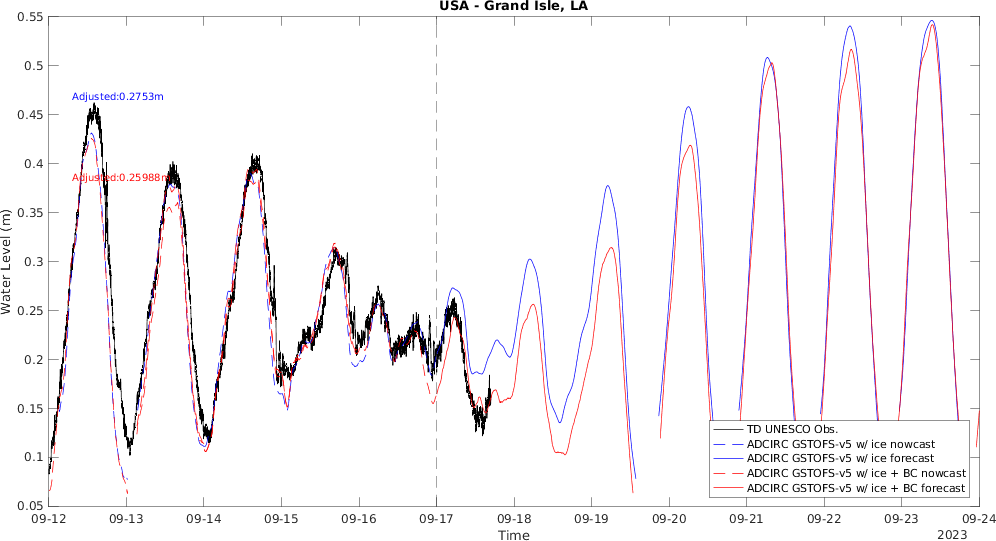 USA - Grand Isle, LA
0.55
0.5
0.45
0.4
0.35
0.3
0.25
0.2
0.15
0.1
0.05
Water Level (m)
Adjusted:0.2753m
Adjusted:0.25988m
TD UNESCO Obs.
ADCIRC GSTOFS-v5 w/ ice nowcast
ADCIRC GSTOFS-v5 w/ ice forecast
ADCIRC GSTOFS-v5 w/ ice + BC nowcast
ADCIRC GSTOFS-v5 w/ ice + BC forecast
09-12 09-13 09-14 09-15 09-16 09-17 09-18 09-19 09-20 09-21 09-22 09-23 09-24
Time
2023